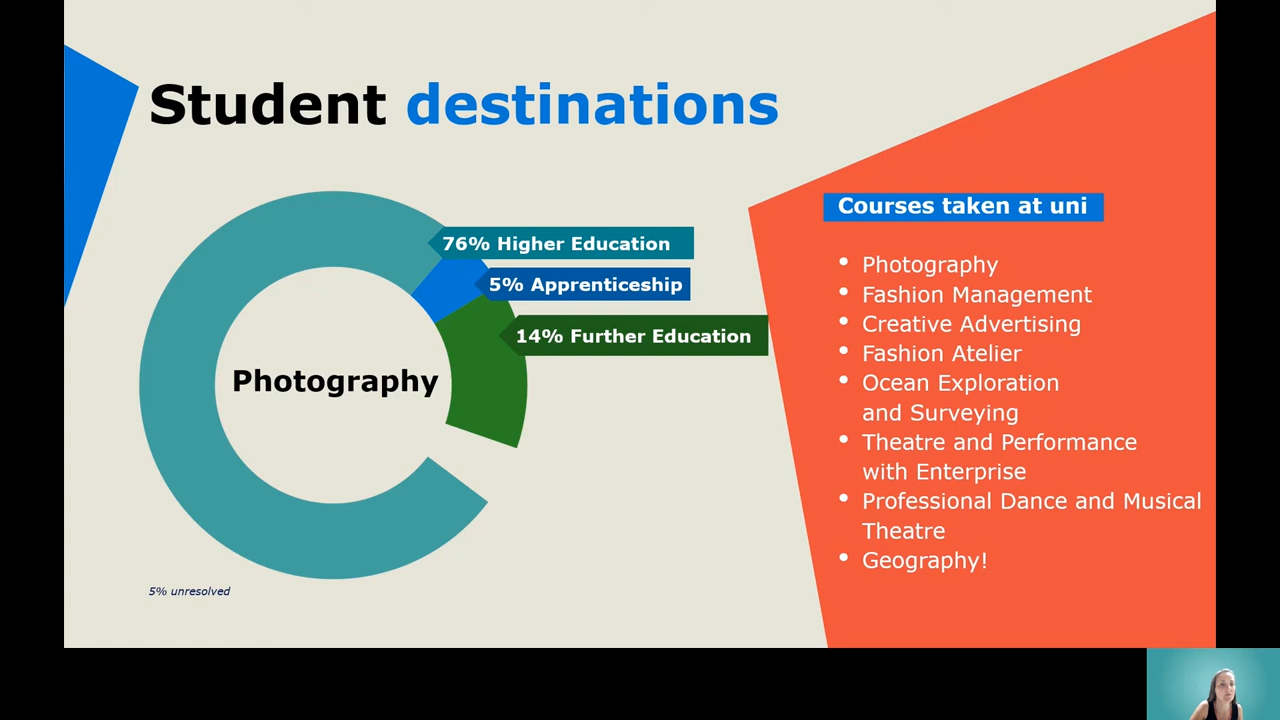 Student destinations
76% Higher Education
5% Apprenticeship
14% Further Education
Photography
5% unresolved
Courses taken at uni
• Photography
• Fashion Management
• Creative Advertising
• Fashion Atelier
• Ocean Exploration
and Surveying
• Theatre and Performance
with Enterprise
• Professional Dance and Musical
Theatre
• Geography!